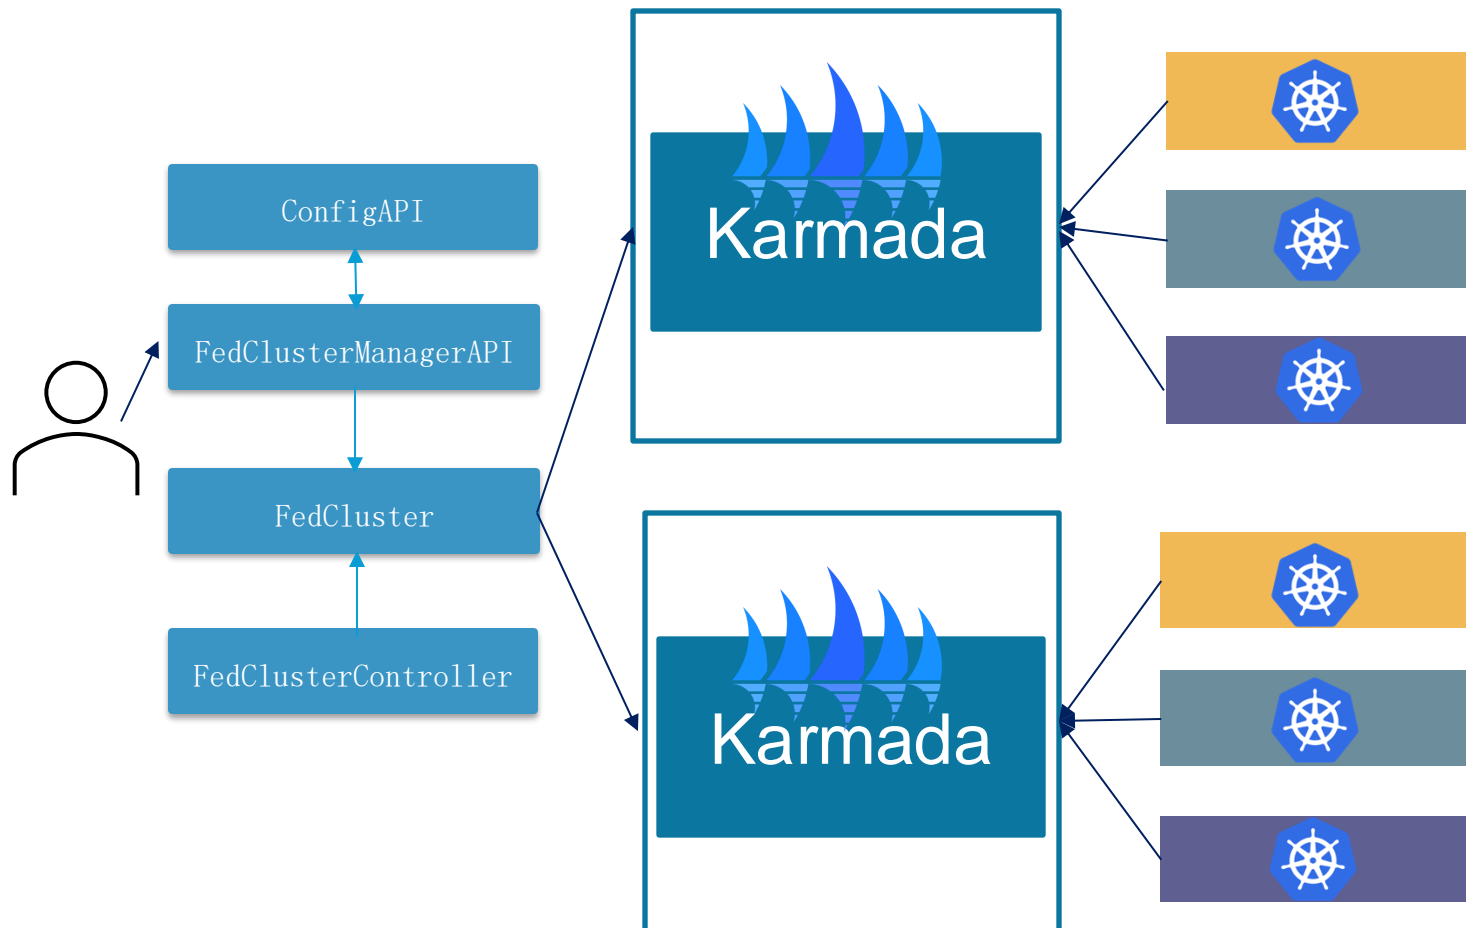 ConfigAPI
FedClusterManagerAPI
FedCluster
FedClusterController
Karmada
Karmada